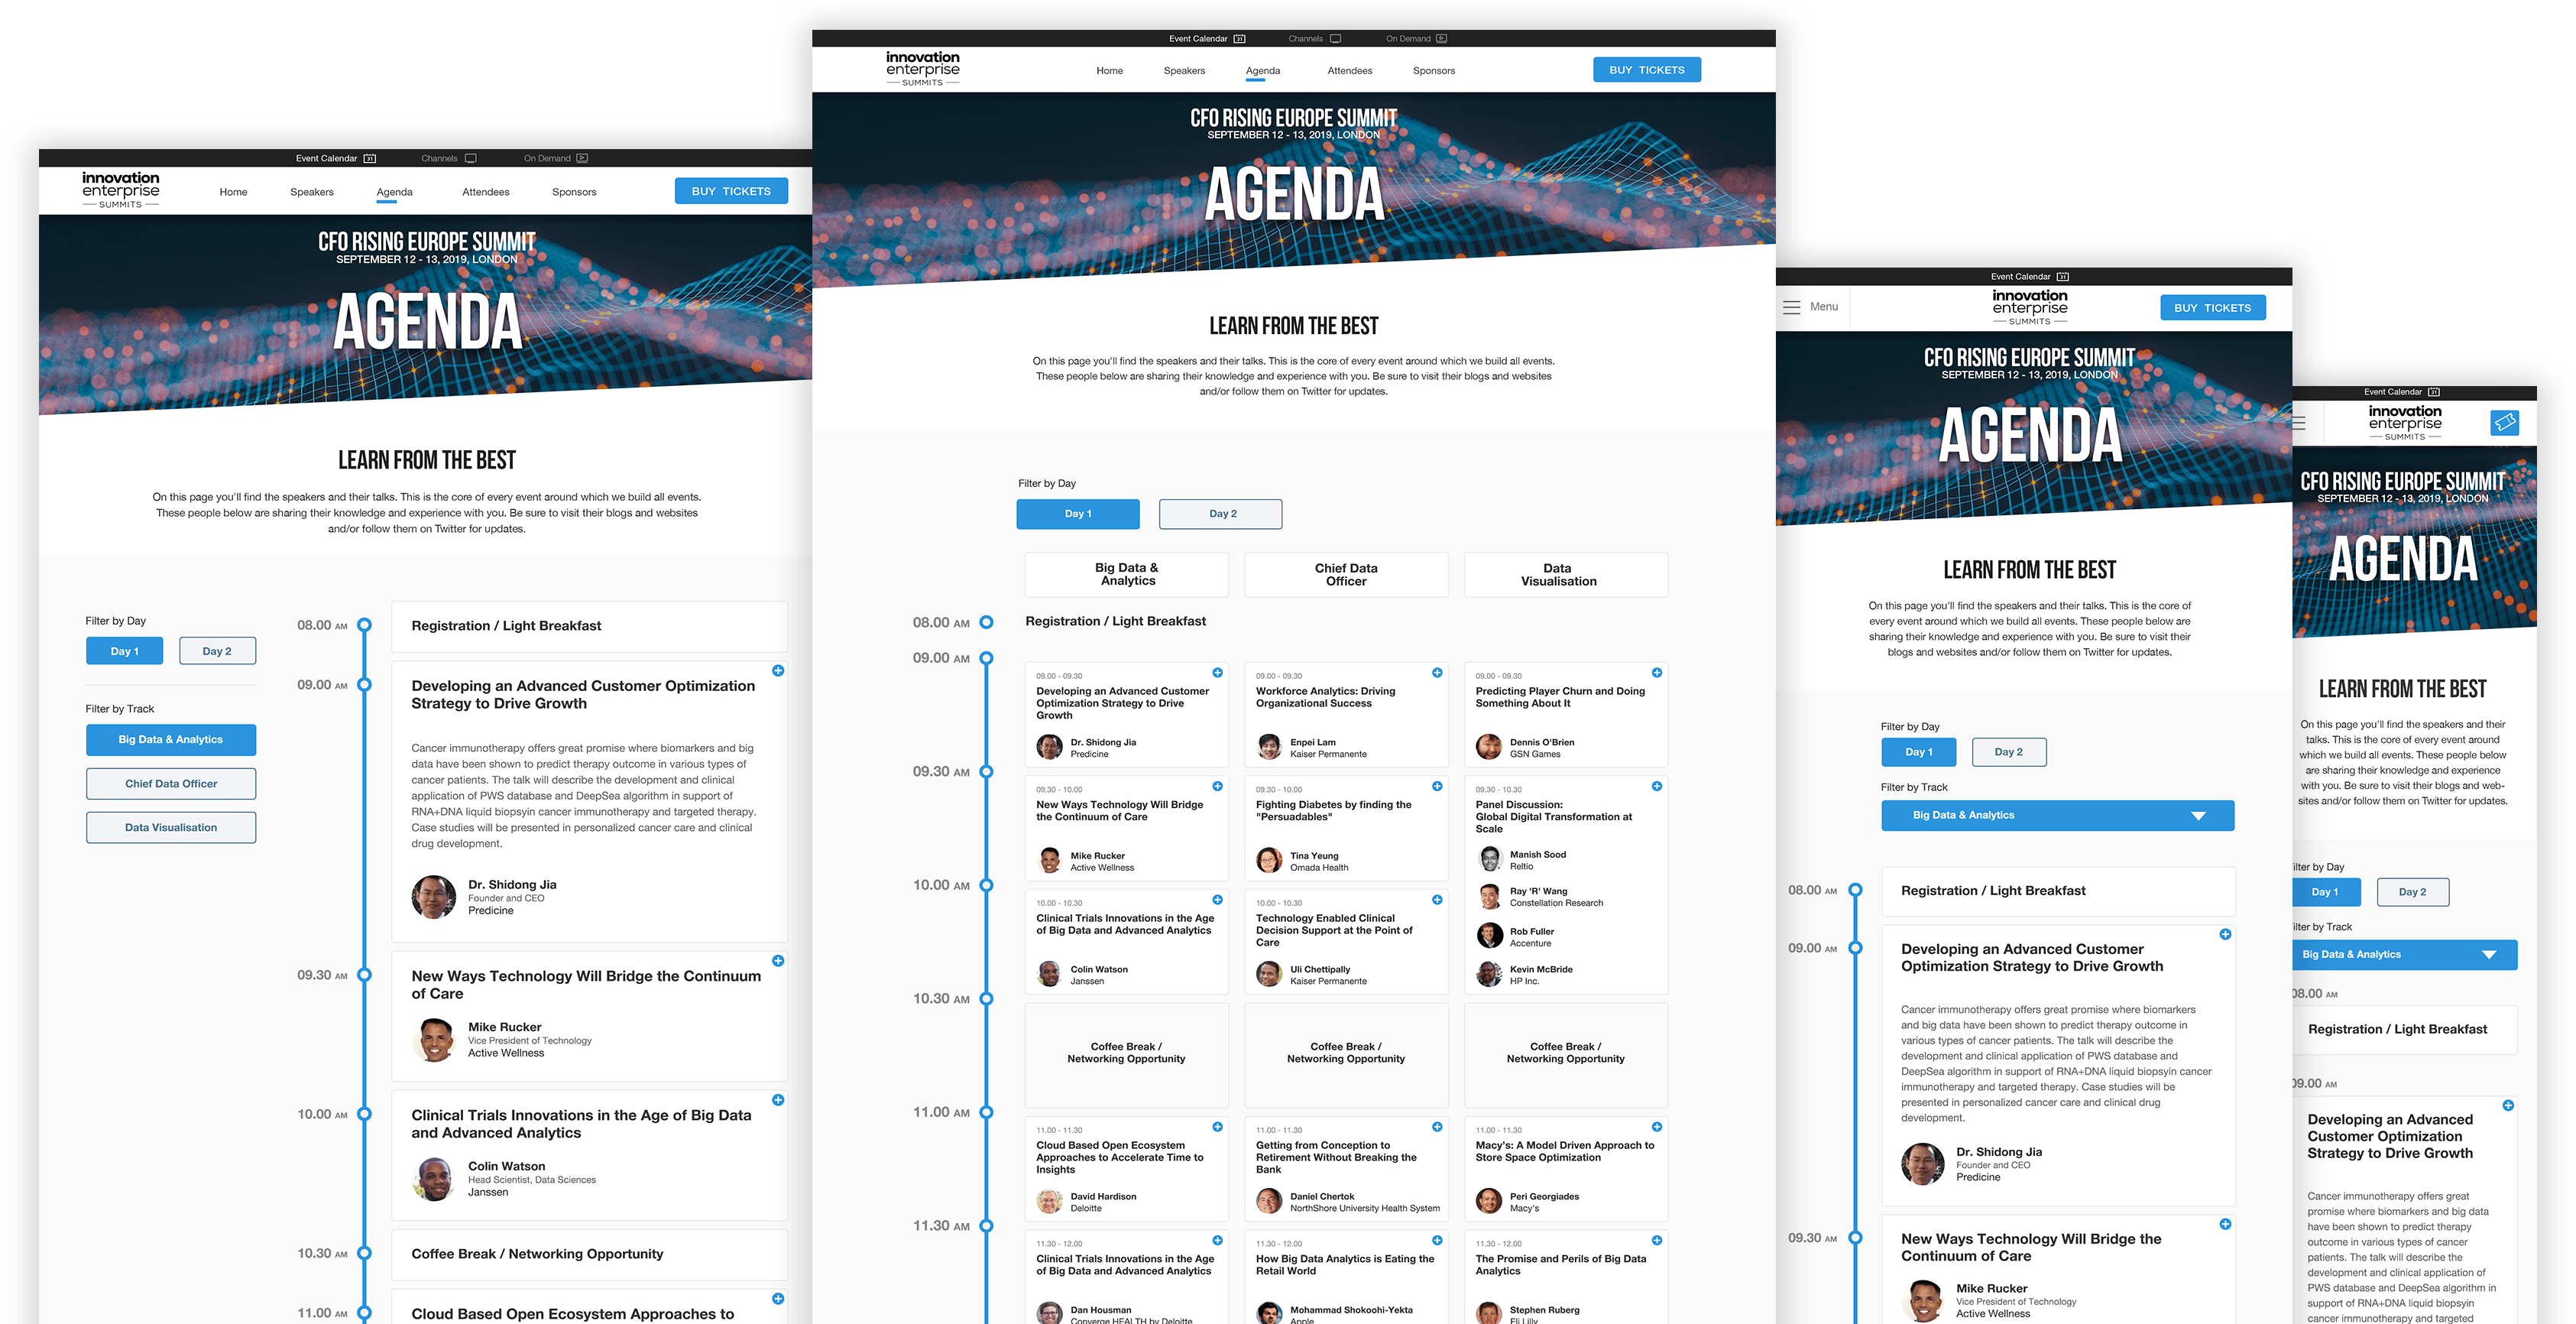 Event Calendar 31
Channels
On Demand
innovation
enterprise
SUMMITS
Home
Speakers
Agenda
Attendees
Sponsors
BUY TICKETS
CFO RISING EUROPE SUMMIT
SEPTEMBER 12 - 13, 2019, LONDON
AGENDA
LEARN FROM THE BEST
On this page you'll find the speakers and their talks. This is the core of every event around which we build all events.
These people below are sharing their knowledge and experience with you. Be sure to visit their blogs and websites
and/or follow them on Twitter for updates.
Filter by Day
Day 1
Day 2
Filter by Track
Big Data & Analytics
Chief Data Officer
Data Visualisation
08.00 AM
Registration / Light Breakfast
09.00 AM
Developing an Advanced Customer Optimization
Strategy to Drive Growth
Cancer immunotherapy offers great promise where biomarkers and big
data have been shown to predict therapy outcome in various types of
cancer patients. The talk will describe the development and clinical
application of PWS database and DeepSea algorithm in support of
RNA+DNA liquid biopsyin cancer immunotherapy and targeted therapy.
Case studies will be presented in personalized cancer care and clinical
drug development.
Dr. Shidong Jia
Founder and CEO
Predicine
09.30 AM
New Ways Technology Will Bridge the Continuum
of Care
Mike Rucker
Vice President of Technology
Active Wellness
10.00 AM
Clinical Trials Innovations in the Age of Big Data
and Advanced Analytics
Colin Watson
Head Scientist, Data Sciences
Janssen
10.30 AM
Coffee Break / Networking Opportunity
11.00 AM
Cloud Based Open Ecosystem Approaches to
Event Calendar 31
Channels
On Demand
innovation
enterprise
SUMMITS
Home
Speakers
Agenda
Attendees
Sponsors
BUY TICKETS
CFO RISING EUROPE SUMMIT
SEPTEMBER 12 - 13, 2019, LONDON
AGENDA
LEARN FROM THE BEST
On this page you'll find the speakers and their talks. This is the core of every event around which we build all events.
These people below are sharing their knowledge and experience with you. Be sure to visit their blogs and websites
and/or follow them on Twitter for updates.
Filter by Day
Day 1
Day 2
Big Data &
Analytics
Chief Data
Officer
Data
Visualisation
08.00 AM
Registration / Light Breakfast
09.00 AM
09.00 - 09.30
Developing an Advanced Customer
Optimization Strategy to Drive
Growth
Dr. Shidong Jia
Predicine
09.00 - 09.30
Workforce Analytics: Driving
Organizational Success
Enpei Lam
Kaiser Permanente
09.00 - 09.30
Predicting Player Churn and Doing
Something About It
Dennis O'Brien
GSN Games
09.30 AM
09.30 - 10.00
New Ways Technology Will Bridge
the Continuum of Care
Mike Rucker
Active Wellness
09.30 - 10.00
Fighting Diabetes by finding the
"Persuadables"
Tina Yeung
Omada Health
09.30 - 10.30
Panel Discussion:
Global Digital Transformation at
Scale
Manish Sood
Reltio
Ray 'R' Wang
Constellation Research
Rob Fuller
Accenture
Kevin McBride
HP Inc.
10.00 AM
10.00 - 10.30
Clinical Trials Innovations in the Age
of Big Data and Advanced Analytics
Colin Watson
Janssen
10.00 - 10.30
Technology Enabled Clinical
Decision Support at the Point of
Care
Uli Chettipally
Kaiser Permanente
10.30 AM
Coffee Break /
Networking Opportunity
Coffee Break /
Networking Opportunity
Coffee Break /
Networking Opportunity
11.00 AM
11.00 - 11.30
Cloud Based Open Ecosystem
Approaches to Accelerate Time to
Insights
David Hardison
Deloitte
11.00 - 11.30
Getting from Conception to
Retirement Without Breaking the
Bank
Daniel Chertok
NorthShore University Health System
11.00 - 11.30
Macy's: A Model Driven Approach to
Store Space Optimization
Peri Georgiades
Macy's
11.30 AM
11.30 - 12.00
Clinical Trials Innovations in the Age
of Big Data and Advanced Analytics
Dan Housman
Converge HEALTH by Deloitte
11.30 - 12.00
How Big Data Analytics is Eating the
Retail World
Mohammad Shokoohi-Yekta
Apple
11.30 - 12.00
The Promise and Perils of Big Data
Analytics
Stephen Ruberg
Eli Lilly
Event Calendar 31
Menu
innovation
enterprise
SUMMITS
BUY TICKETS
CFO RISING EUROPE SUMMIT
SEPTEMBER 12 - 13, 2019, LONDON
AGENDA
LEARN FROM THE BEST
On this page you'll find the speakers and their talks. This is the core of
every event around which we build all events. These people below are
sharing their knowledge and experience with you. Be sure to visit their
blogs and websites and/or follow them on Twitter for updates.
Filter by Day
Day 1
Day 2
Filter by Track
Big Data & Analytics
08.00 AM
Registration / Light Breakfast
09.00 AM
Developing an Advanced Customer
Optimization Strategy to Drive Growth
Cancer immunotherapy offers great promise where biomarkers
and big data have been shown to predict therapy outcome in
various types of cancer patients. The talk will describe the
development and clinical application of PWS database and
DeepSea algorithm in support of RNA+DNA liquid biopsyin cancer
immunotherapy and targeted therapy. Case studies will be
presented in personalized cancer care and clinical drug
development.
Dr. Shidong Jia
Founder and CEO
Predicine
09.30 AM
New Ways Technology Will Bridge the
Continuum of Care
Mike Rucker
Vice President of Technology
Active Wellness
Event Calendar 31
innovation
enterprise
SUMMITS
CFO RISING EUROPE SUMMIT
SEPTEMBER 12 - 13, 2019, LONDON
AGENDA
LEARN FROM THE BEST
On this page you'll find the speakers and their
talks. This is the core of every event around
which we build all events. These people below
are sharing their knowledge and experience
with you. Be sure to visit their blogs and web-
sites and/or follow them on Twitter for updates.
ilter by Day
Day 1
Day 2
ilter by Track
Big Data & Analytics
08.00 AM
Registration / Light Breakfast
09.00 AM
Developing an Advanced
Customer Optimization
Strategy to Drive Growth
Cancer immunotherapy offers great
promise where biomarkers and big data
have been shown to predict therapy
outcome in various types of cancer
patients. The talk will describe the
development and clinical application of
PWS database and DeepSea algorithm in
support of RNA+DNA liquid biopsyin
cancer immunotherapy and targeted